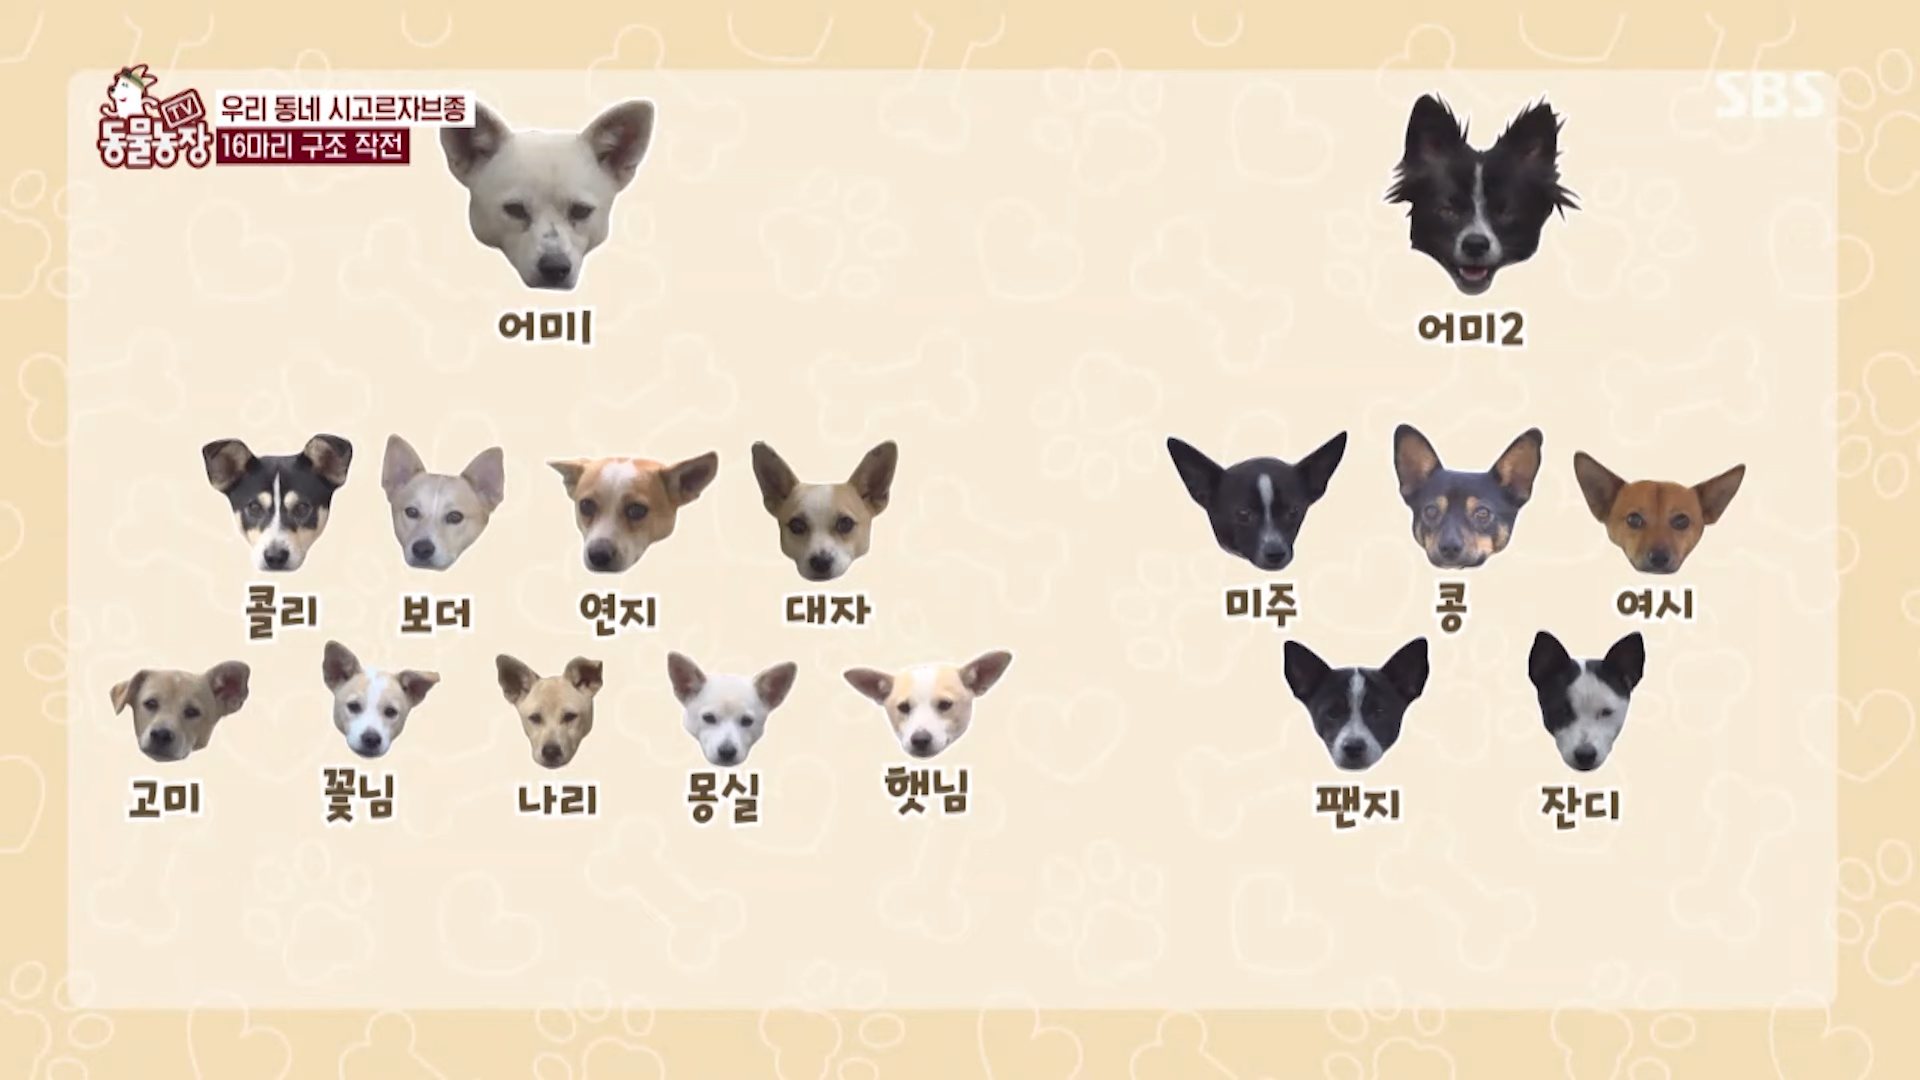 TV
동물농장
우리 동네 시고르자브종
16마리 구조 작전
SBS
어미1
어미2
콜리
보더
연지
대자
미주
콩
여시
고미
꽃님
나리
몽실
햇님
팬지
잔디